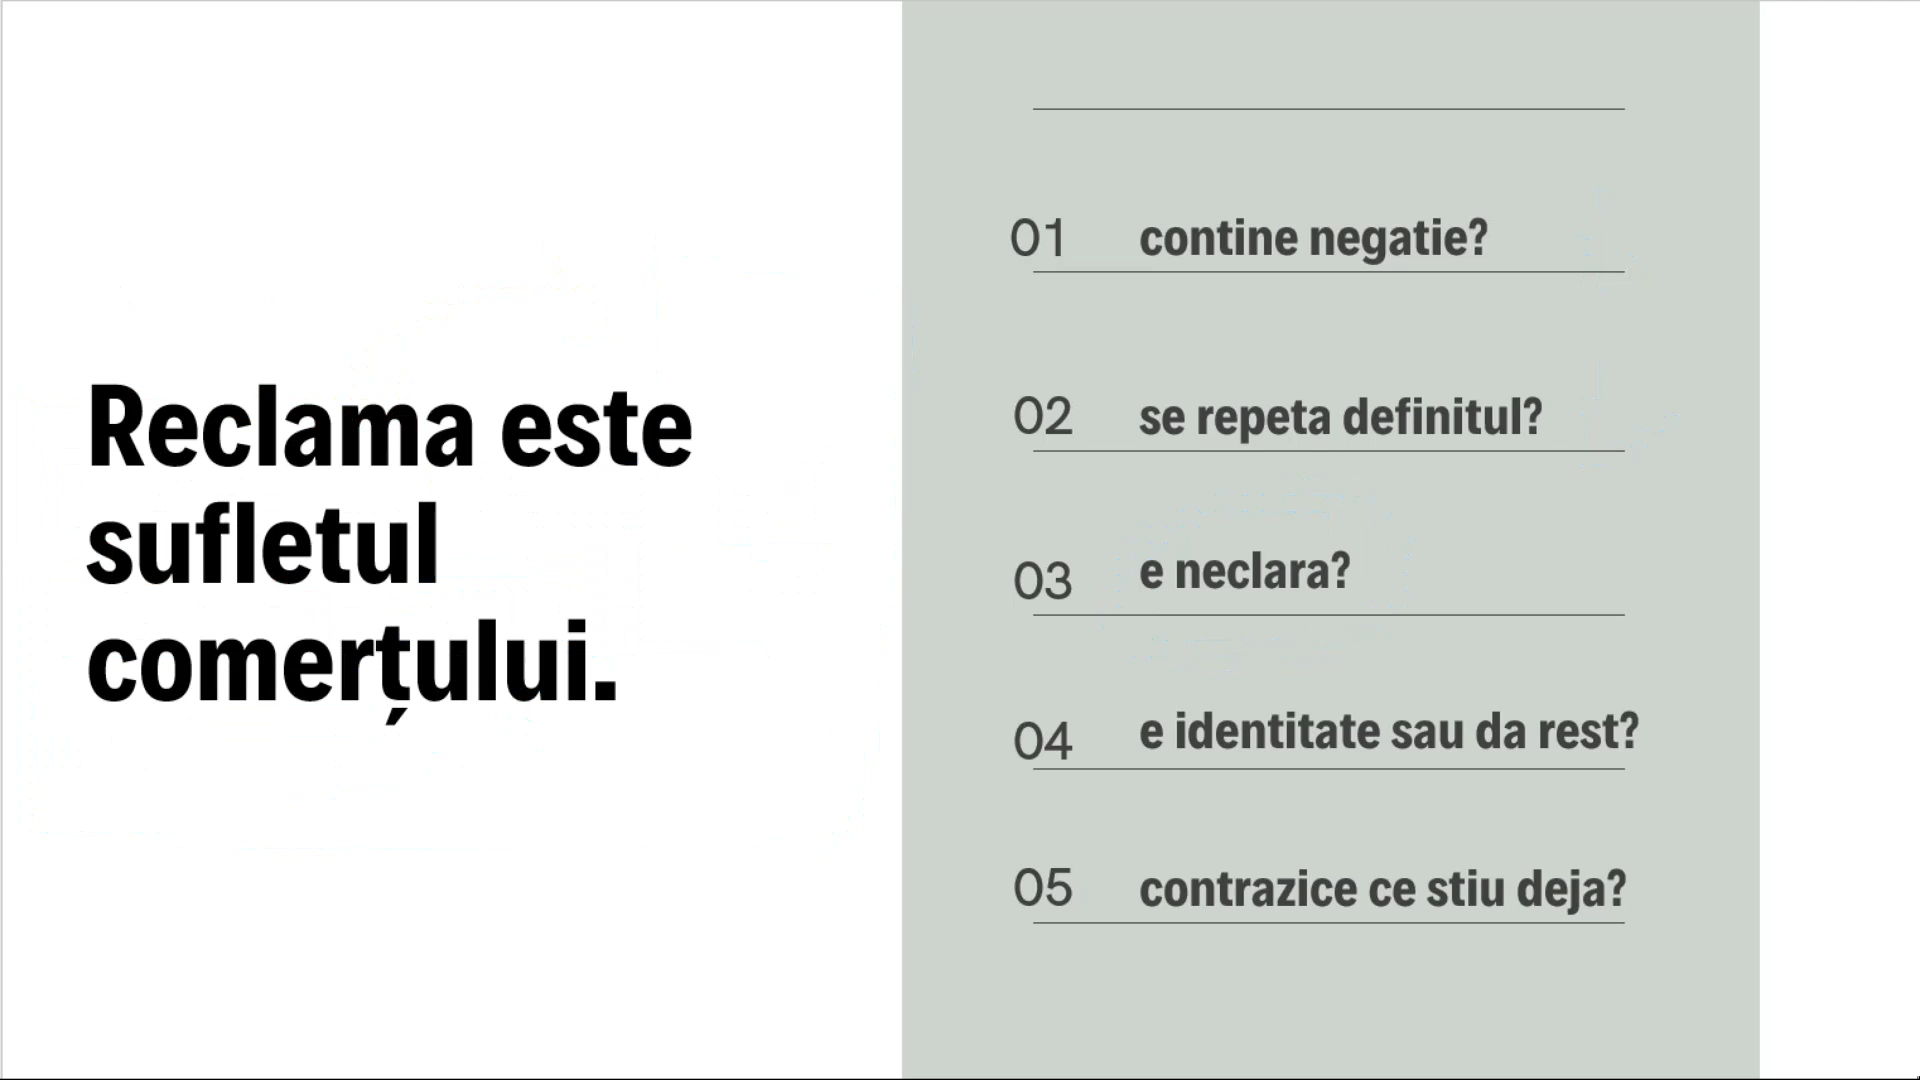 Reclama este
sufletul
comerțului.
01 contine negatie?
02 se repeta definitul?
03 e neclara?
04 e identitate sau da rest?
05 contrazice ce stiu deja?